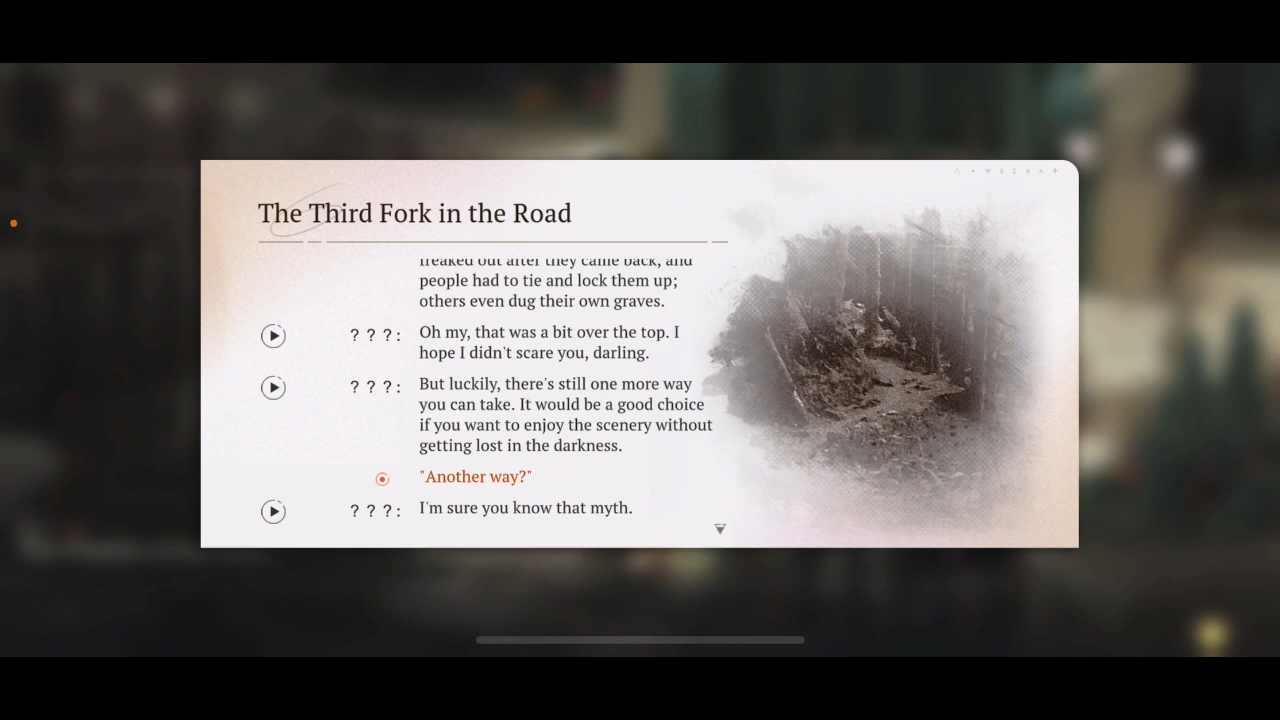 The Third Fork in the Road
freaked out after they came back, and
people had to tie and lock them up;
others even dug their own graves.
? ? ?: Oh my, that was a bit over the top. I
hope I didn't scare you, darling.
? ? ?: But luckily, there's still one more way
you can take. It would be a good choice
if you want to enjoy the scenery without
getting lost in the darkness.
"Another way?"
? ? ?: I'm sure you know that myth.